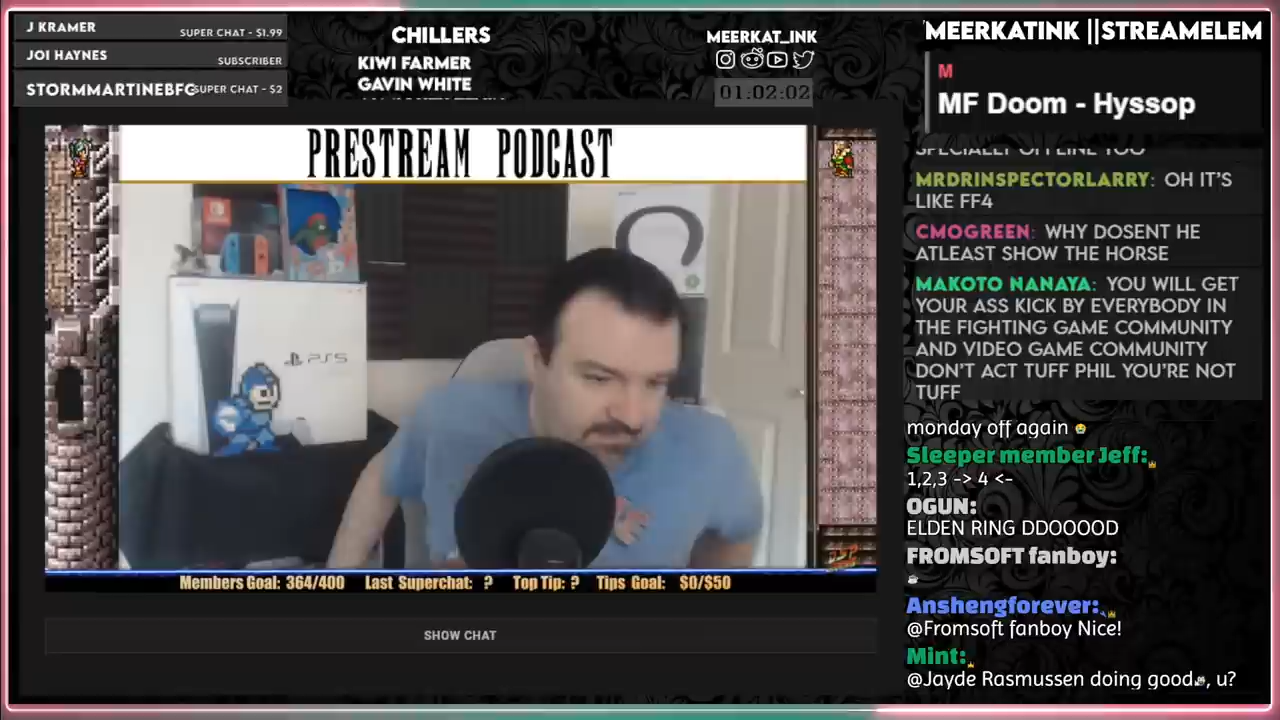 J KRAMER
SUPER CHAT - $1.99
JOI HAYNES
SUBSCRIBER
STORMMARTINEBFG
SUPER CHAT - $2
CHILLERS
KIWI FARMER
GAVIN WHITE
MEERKAT_INK
01:02:02
MEERKATINK ||STREAMELEM
M
MF Doom - Hyssop
PRESTREAM PODCAST
PS5
Members Goal: 364/400 Last Superchat: ? Top Tip: ? Tips Goal: $0/$50
SHOW CHAT
SPECIALLY OFFLINE YOO
MRDRINSPECTORLARRY: OH IT'S
LIKE FF4
CMOGREEN: WHY DOSENT HE
ATLEAST SHOW THE HORSE
MAKOTO NANAYA: YOU WILL GET
YOUR ASS KICK BY EVERYBODY IN
THE FIGHTING GAME COMMUNITY
AND VIDEO GAME COMMUNITY
DON'T ACT TUFF PHIL YOU'RE NOT
TUFF
monday off again
Sleeper member Jeff:
1,2,3 -> 4 <-
OGUN:
ELDEN RING DDOOOOD
FROMSOFT fanboy:
Anshengforever:
@Fromsoft fanboy Nice!
Mint:
@Jayde Rasmussen doing good, u?